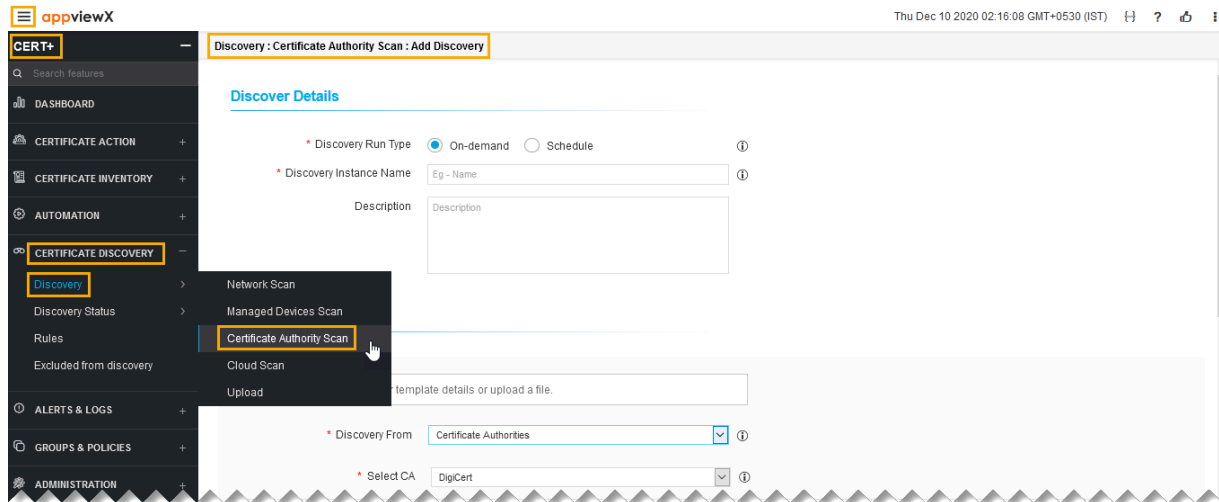 appviewX
Thu Dec 10 2020 02:16:08 GMT+0530 (IST)
CERT+
Search features
DASHBOARD
CERTIFICATE ACTION
CERTIFICATE INVENTORY
AUTOMATION
CERTIFICATE DISCOVERY
Discovery
Discovery Status
Rules
Excluded from discovery
ALERTS & LOGS
GROUPS & POLICIES
ADMINISTRATION
Network Scan
Managed Devices Scan
Certificate Authority Scan
Cloud Scan
Upload
Discovery : Certificate Authority Scan : Add Discovery
Discover Details
* Discovery Run Type On-demand Schedule
* Discovery Instance Name Eg - Name
Description Description
template details or upload a file.
* Discovery From Certificate Authorities
* Select CA DigiCert